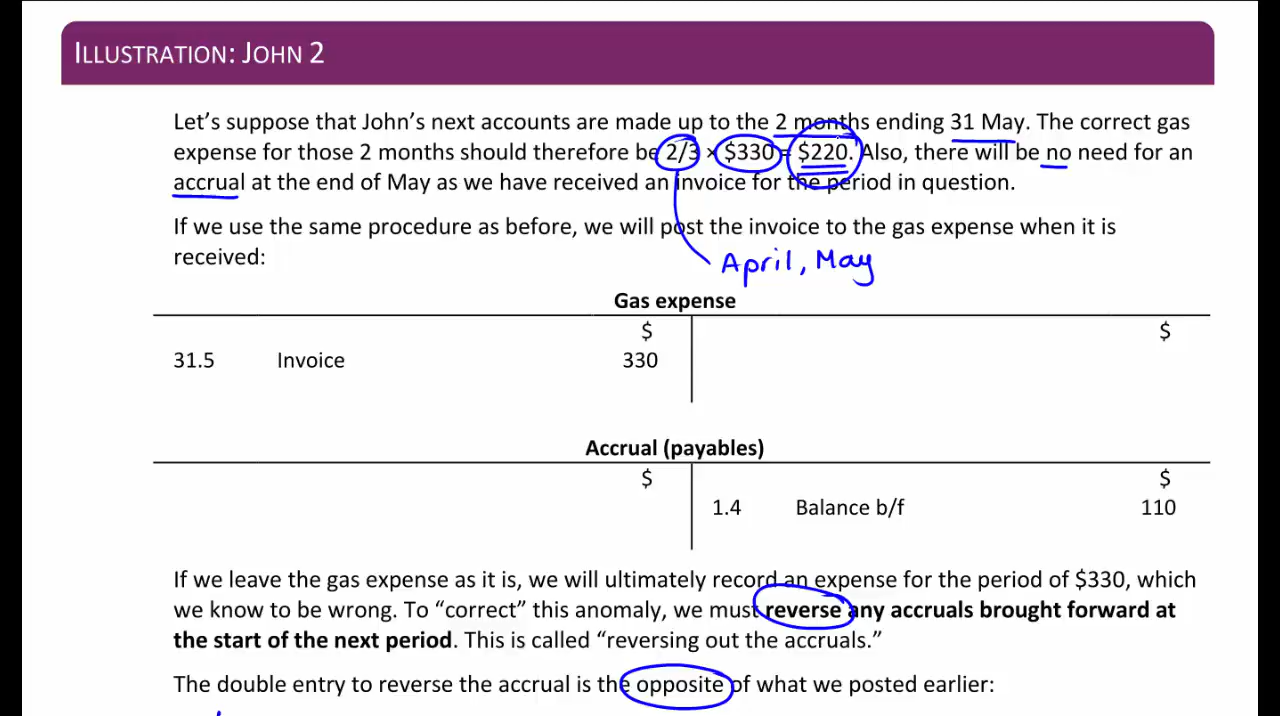 ILLUSTRATION: JOHN 2
Let's suppose that John's next accounts are made up to the 2 months ending 31 May. The correct gas
expense for those 2 months should therefore be 2/3 × $330 = $220. Also, there will be no need for an
accrual at the end of May as we have received an invoice for the period in question.
If we use the same procedure as before, we will post the invoice to the gas expense when it is
received:
April, May
Gas expense
$ $
31.5 Invoice 330
Accrual (payables)
$ $
1.4 Balance b/f 110
If we leave the gas expense as it is, we will ultimately record an expense for the period of $330, which
we know to be wrong. To "correct" this anomaly, we must reverse any accruals brought forward at
the start of the next period. This is called "reversing out the accruals."
The double entry to reverse the accrual is the opposite of what we posted earlier: